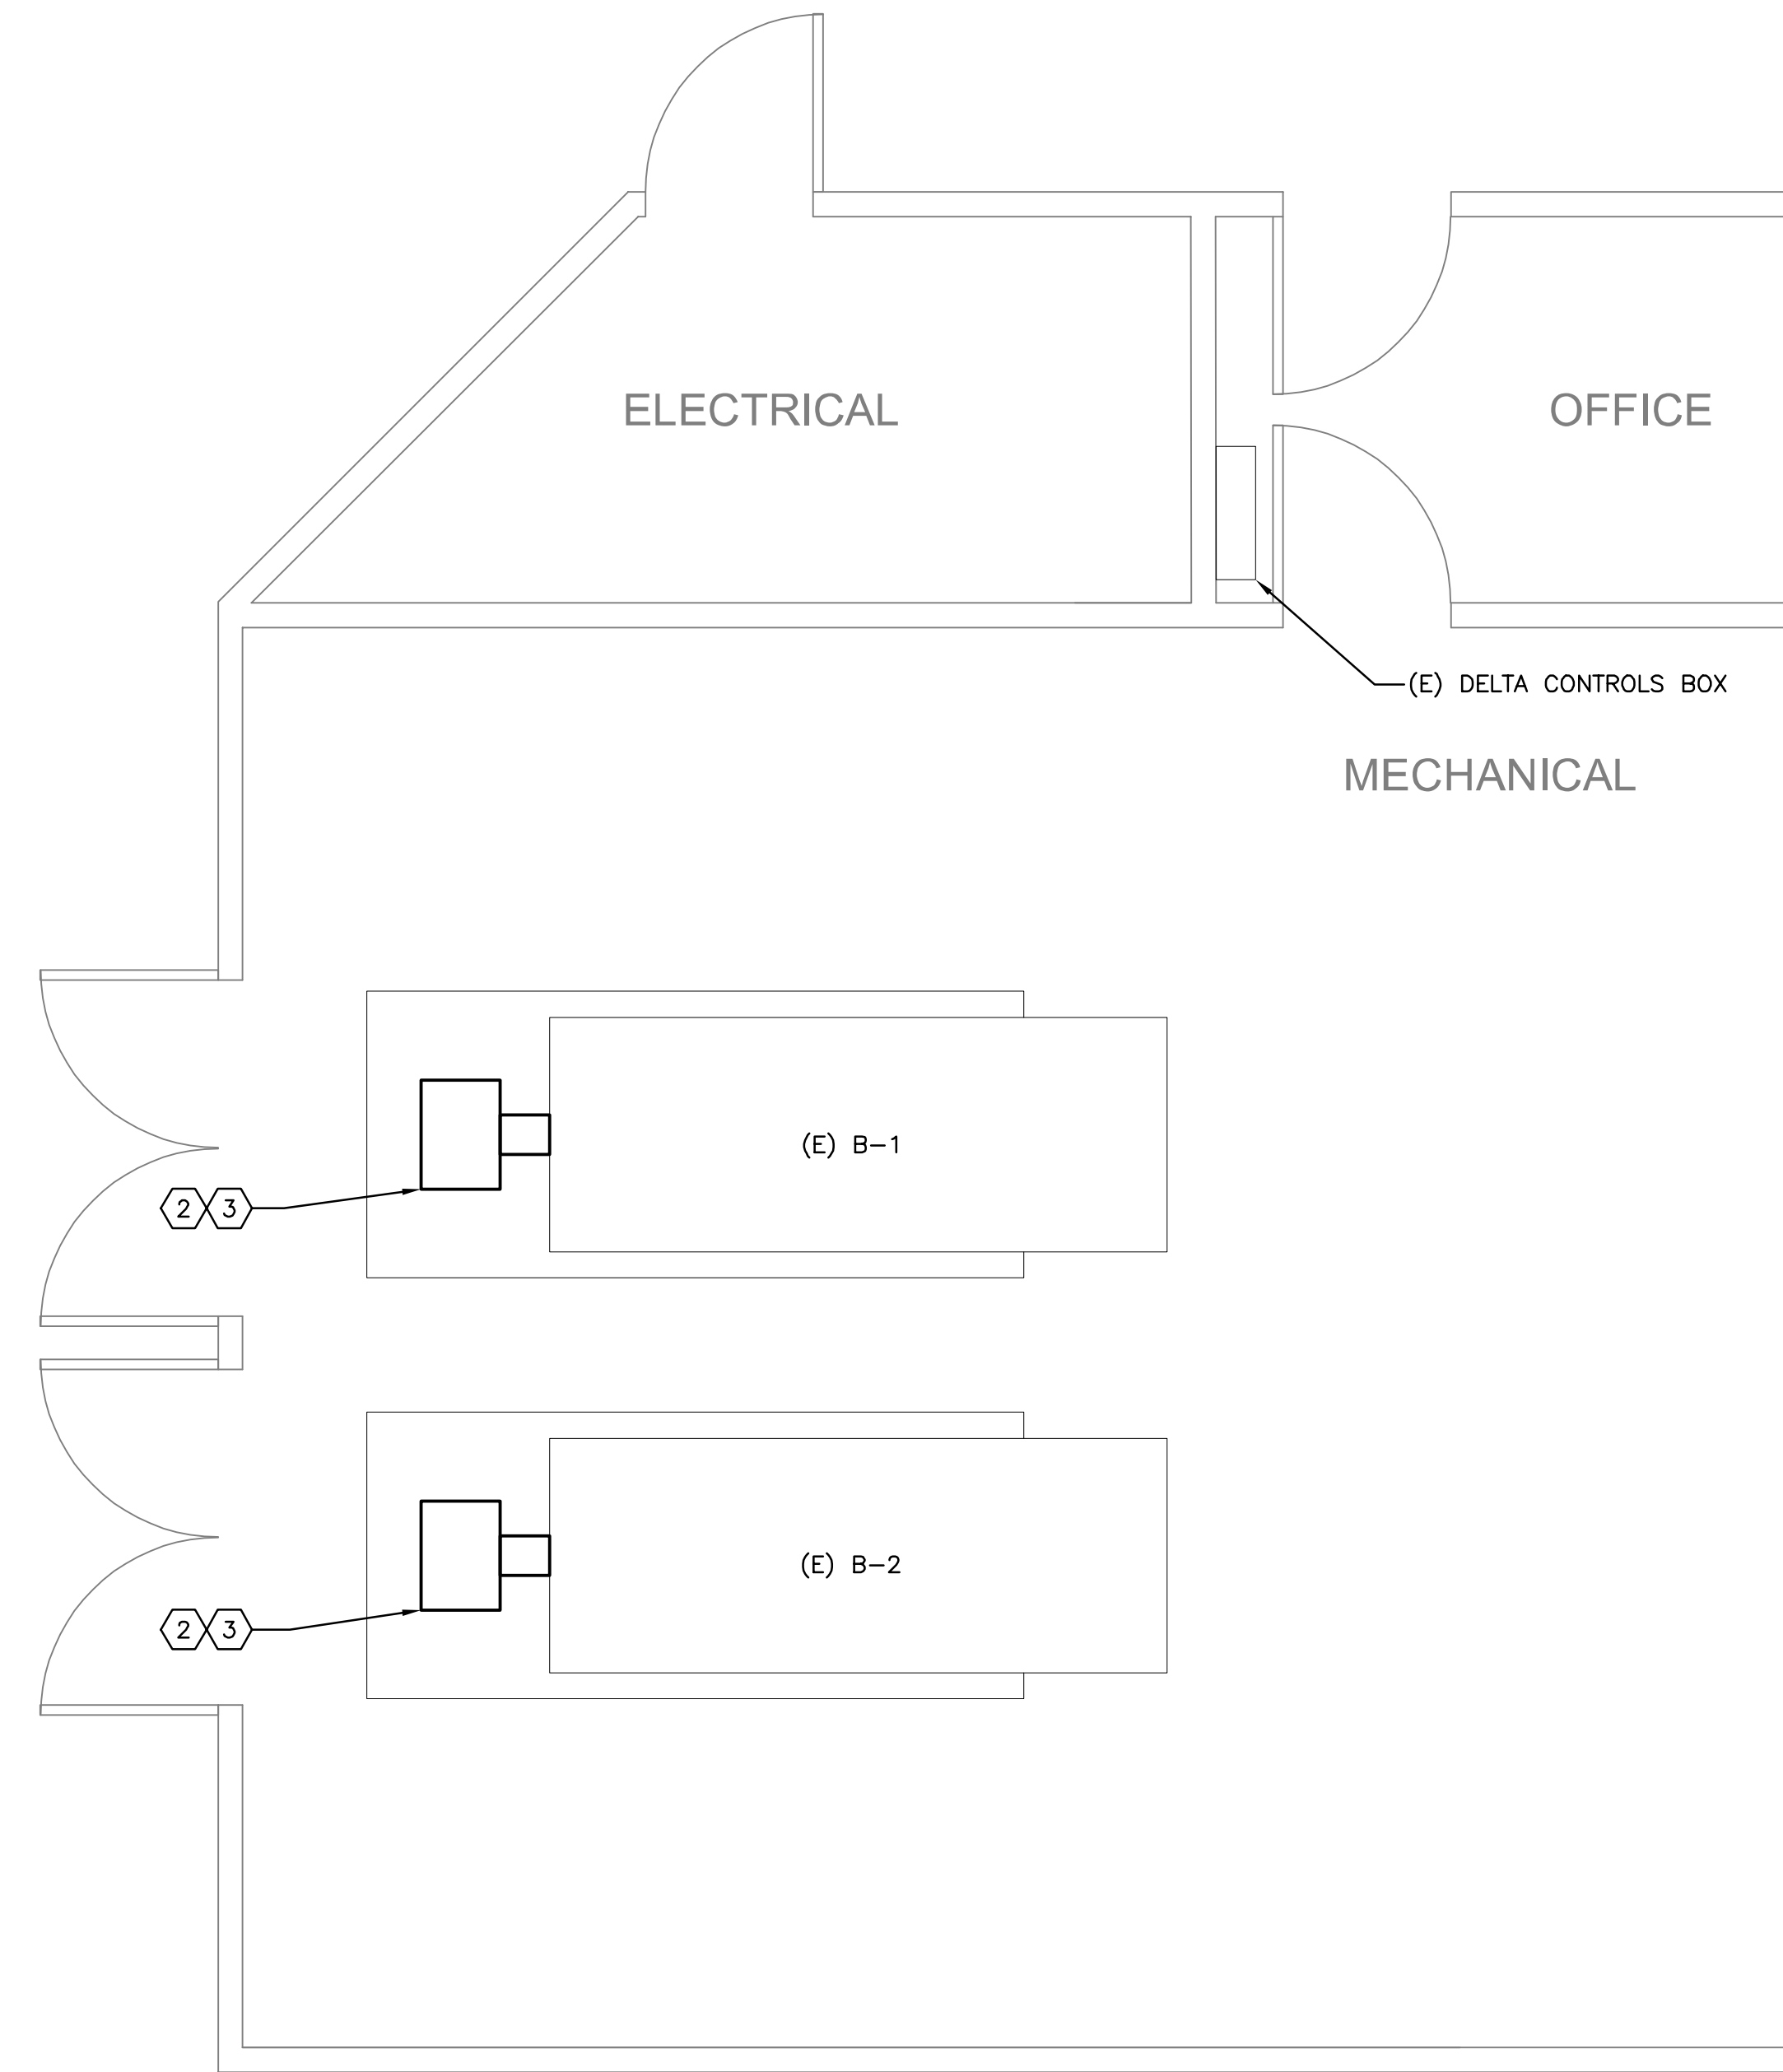 ELECTRICAL
OFFICE
(E) DELTA CONTROLS BOX
MECHANICAL
(E) B-1
2 3
(E) B-2
2 3